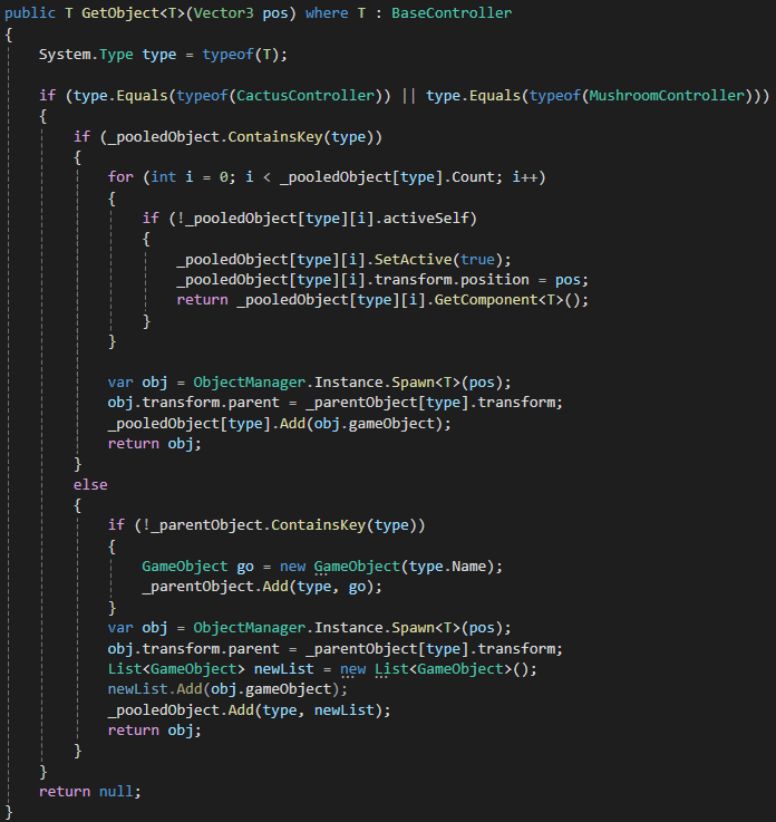 public T GetObject<T>(Vector3 pos) where T : BaseController
{
    System.Type type = typeof(T);

    if (type.Equals(typeof(CactusController)) || type.Equals(typeof(MushroomController)))
    {
        if (_pooledObject.ContainsKey(type))
        {
            for (int i = 0; i < _pooledObject[type].Count; i++)
            {
                if (!_pooledObject[type][i].activeSelf)
                {
                    _pooledObject[type][i].SetActive(true);
                    _pooledObject[type][i].transform.position = pos;
                    return _pooledObject[type][i].GetComponent<T>();
                }
            }

            var obj = ObjectManager.Instance.Spawn<T>(pos);
            obj.transform.parent = _parentObject[type].transform;
            _pooledObject[type].Add(obj.gameObject);
            return obj;
        }
        else
        {
            if (!_parentObject.ContainsKey(type))
            {
                GameObject go = new GameObject(type.Name);
                _parentObject.Add(type, go);
            }
            var obj = ObjectManager.Instance.Spawn<T>(pos);
            obj.transform.parent = _parentObject[type].transform;
            List<GameObject> newList = new List<GameObject>();
            newList.Add(obj.gameObject);
            _pooledObject.Add(type, newList);
            return obj;
        }
    }
    return null;
}